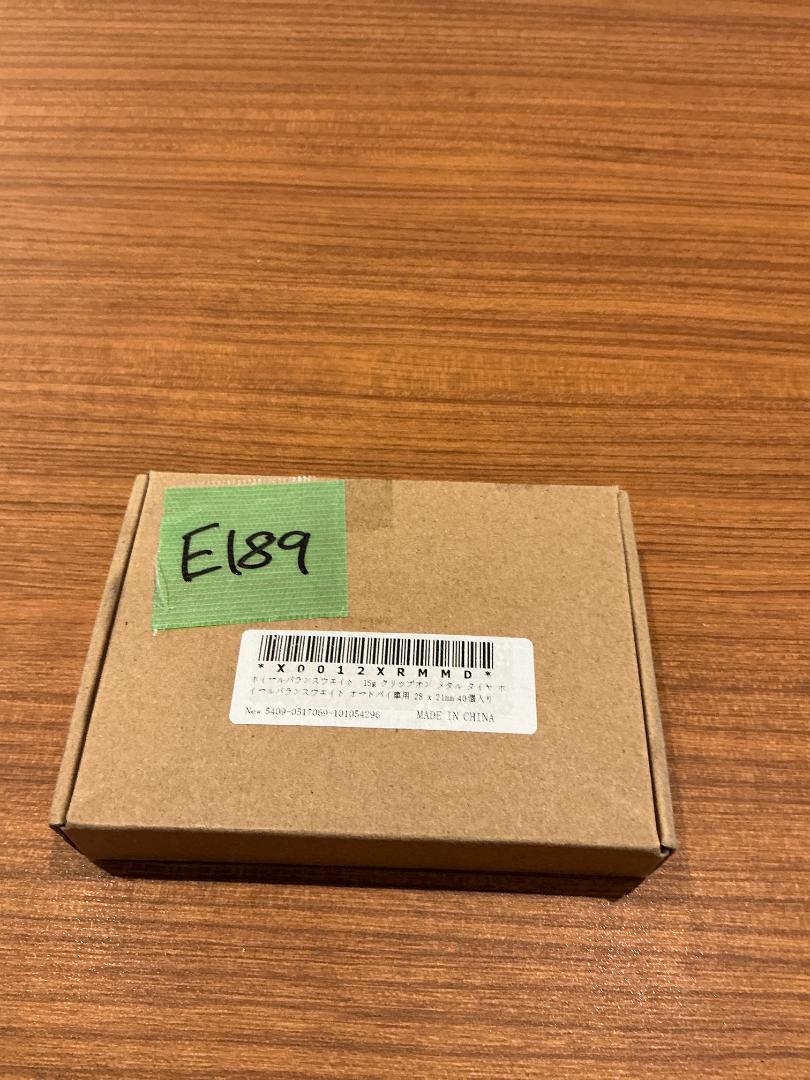 E189
*X0012XRMMD*
ホイールバランスウエイト 15g クリップオン メタル タイヤ ホ
イールバランスウエイト オートバイ車用 28 x 21mm 40個入り
New 5409-0517069-101054296 MADE IN CHINA